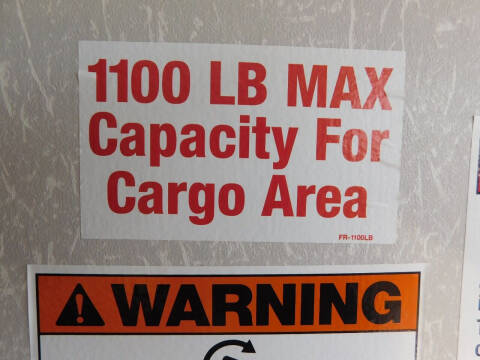 1100 LB MAX
Capacity For
Cargo Area
FR-1100LB
WARNING